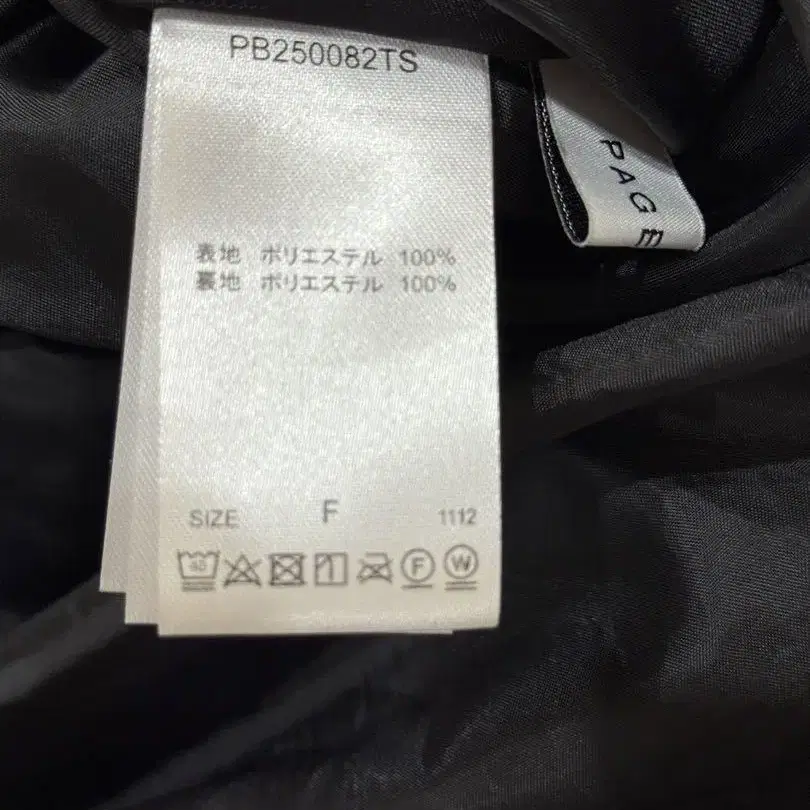 PB250082TS
PAGE
表地 ポリエステル 100%
裏地 ポリエステル 100%
SIZE F 1112
40 F W